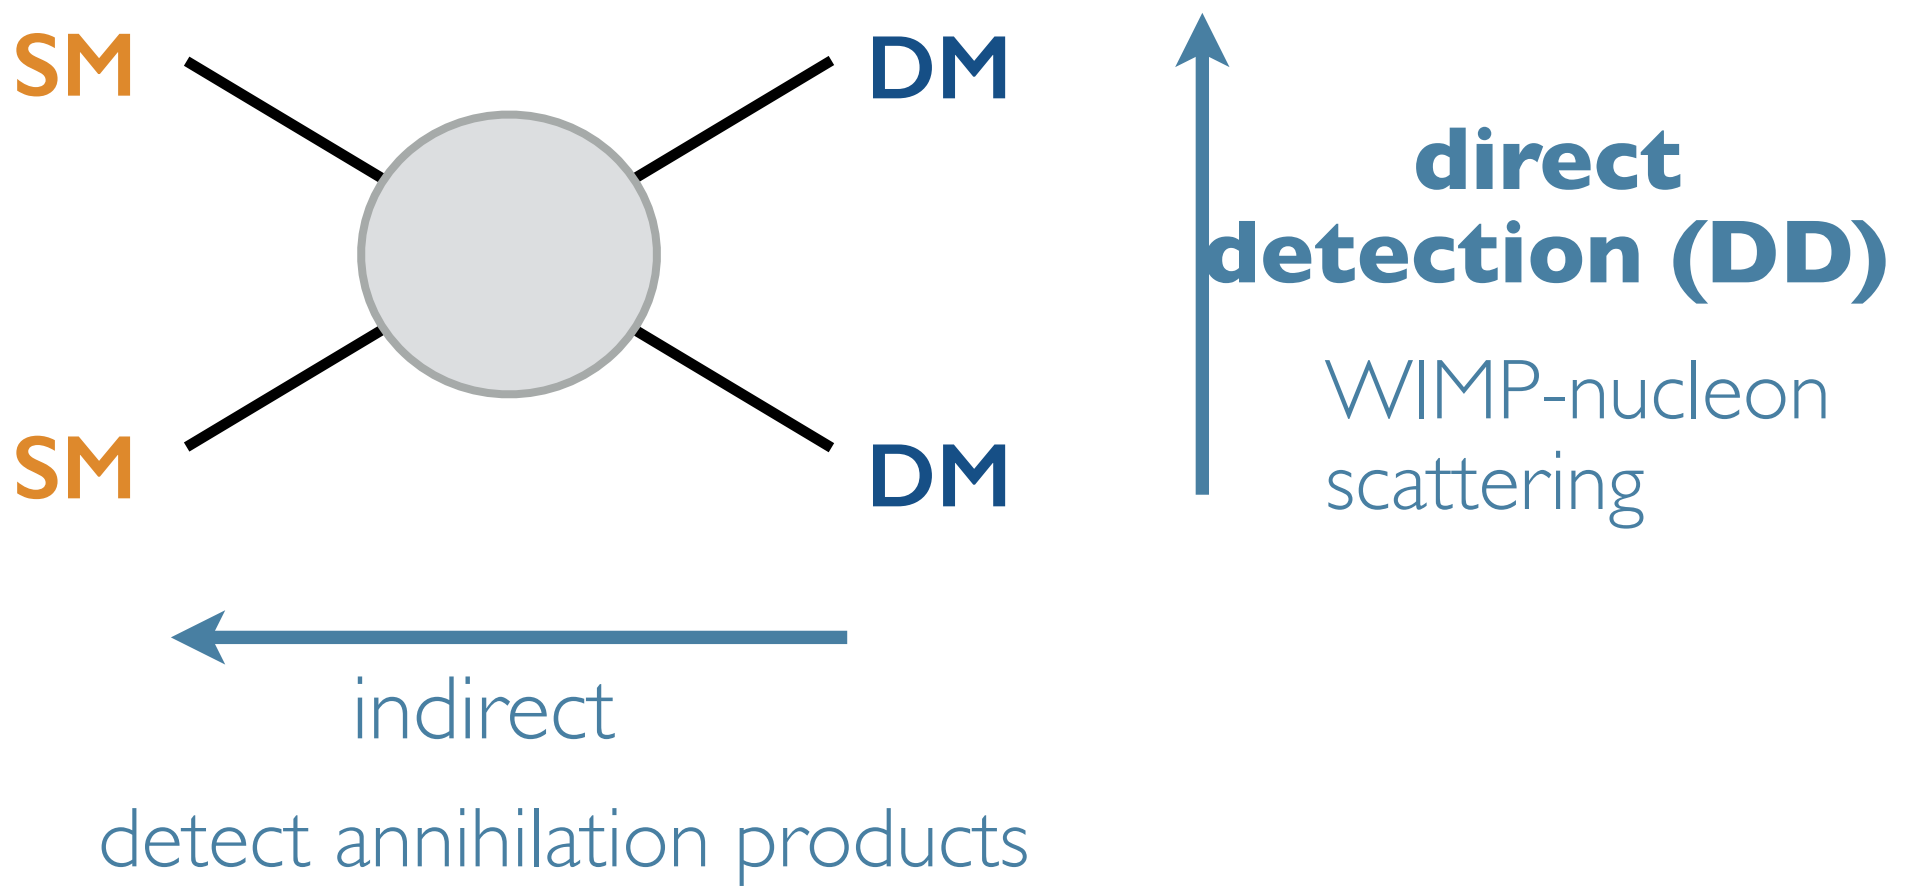 SM
DM
direct
detection (DD)
WIMP-nucleon
scattering
SM
DM
indirect
detect annihilation products